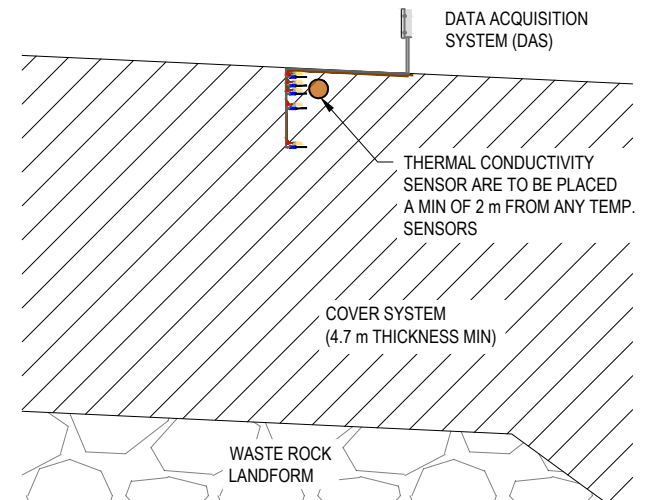 DATA ACQUISITION
SYSTEM (DAS)
THERMAL CONDUCTIVITY
SENSOR ARE TO BE PLACED
A MIN OF 2 m FROM ANY TEMP.
SENSORS
COVER SYSTEM
(4.7 m THICKNESS MIN)
WASTE ROCK
LANDFORM